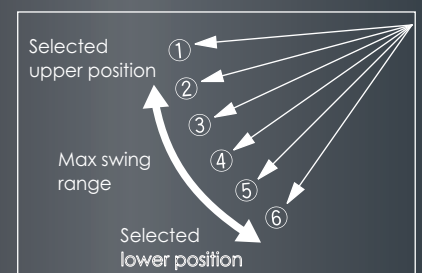 Selected
upper position
①
②
③
④
⑤
⑥
Max swing
range
Selected
lower position